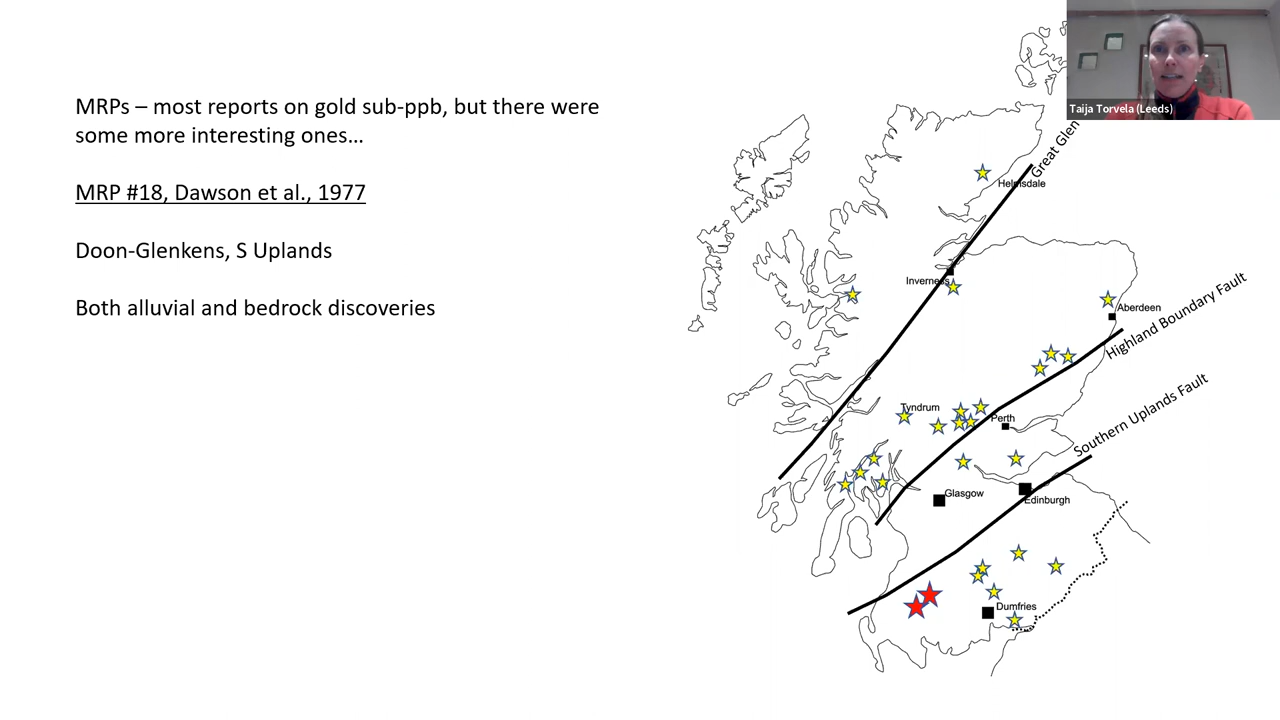 MRPs – most reports on gold sub-ppb, but there were
some more interesting ones…
MRP #18, Dawson et al., 1977
Doon-Glenkens, S Uplands
Both alluvial and bedrock discoveries
Taija Torvela (Leeds)
Great Glen
Helmsdale
Inverness
Aberdeen
Highland Boundary Fault
Tyndrum
Perth
Southern Uplands Fault
Glasgow
Edinburgh
Dumfries